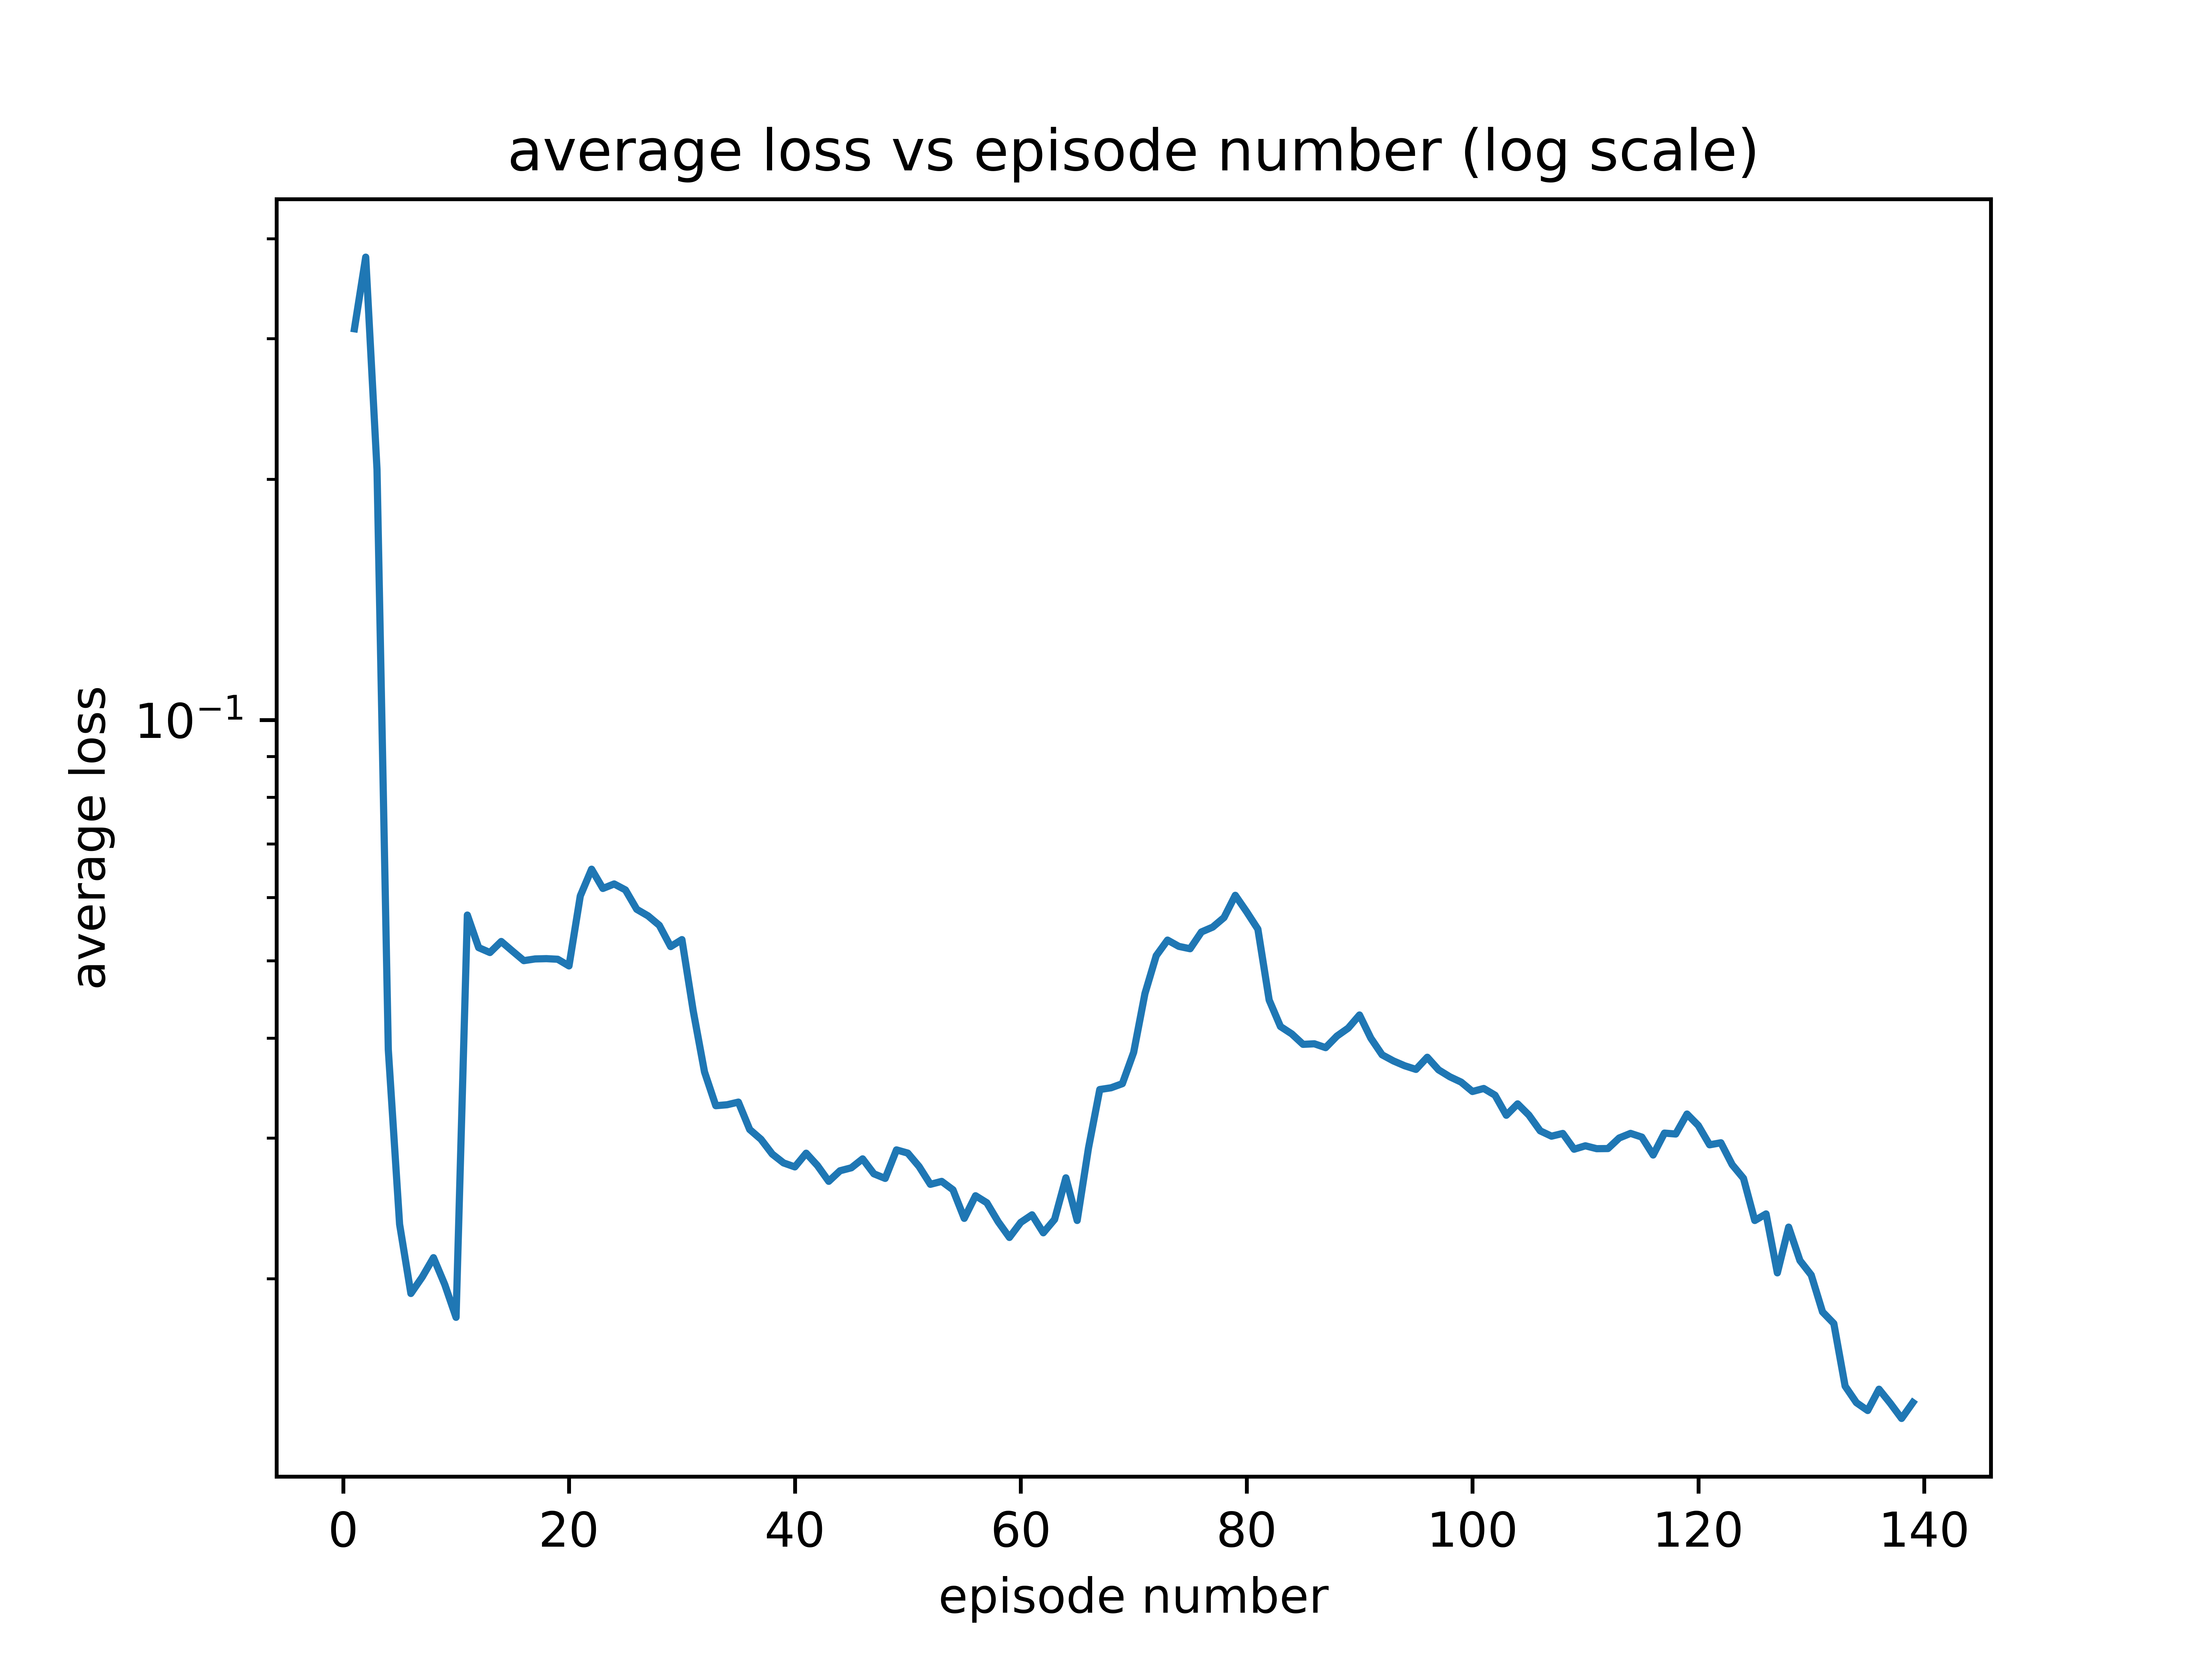 average loss vs episode number (log scale)
average loss
10⁻¹
0 20 40 60 80 100 120 140
episode number